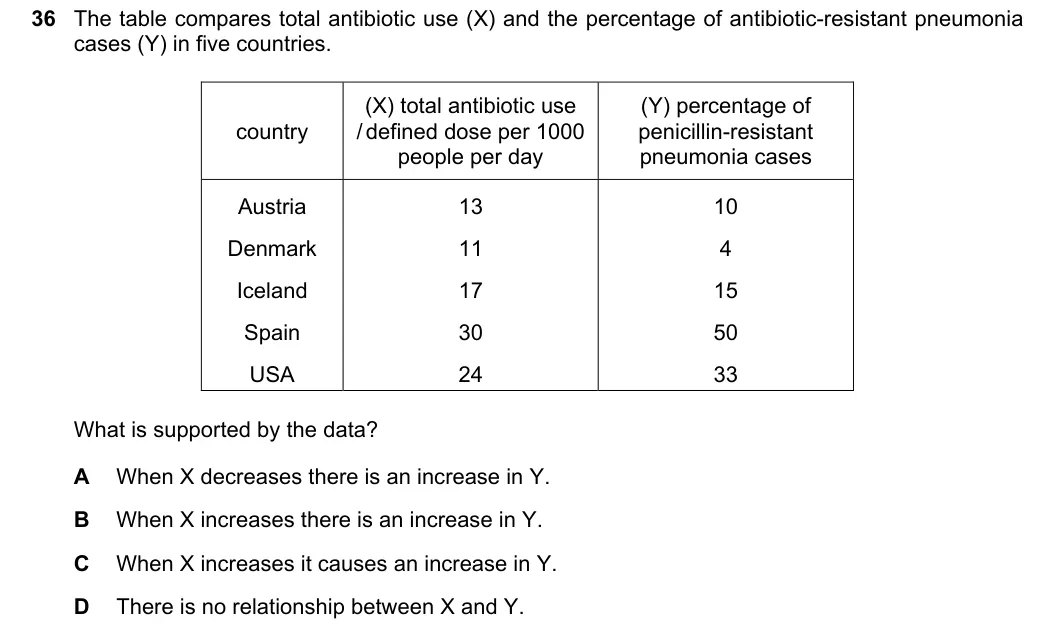 36 The table compares total antibiotic use (X) and the percentage of antibiotic-resistant pneumonia
cases (Y) in five countries.
country
(X) total antibiotic use
/ defined dose per 1000
people per day
(Y) percentage of
penicillin-resistant
pneumonia cases
Austria 13 10
Denmark 11 4
Iceland 17 15
Spain 30 50
USA 24 33
What is supported by the data?
A When X decreases there is an increase in Y.
B When X increases there is an increase in Y.
C When X increases it causes an increase in Y.
D There is no relationship between X and Y.